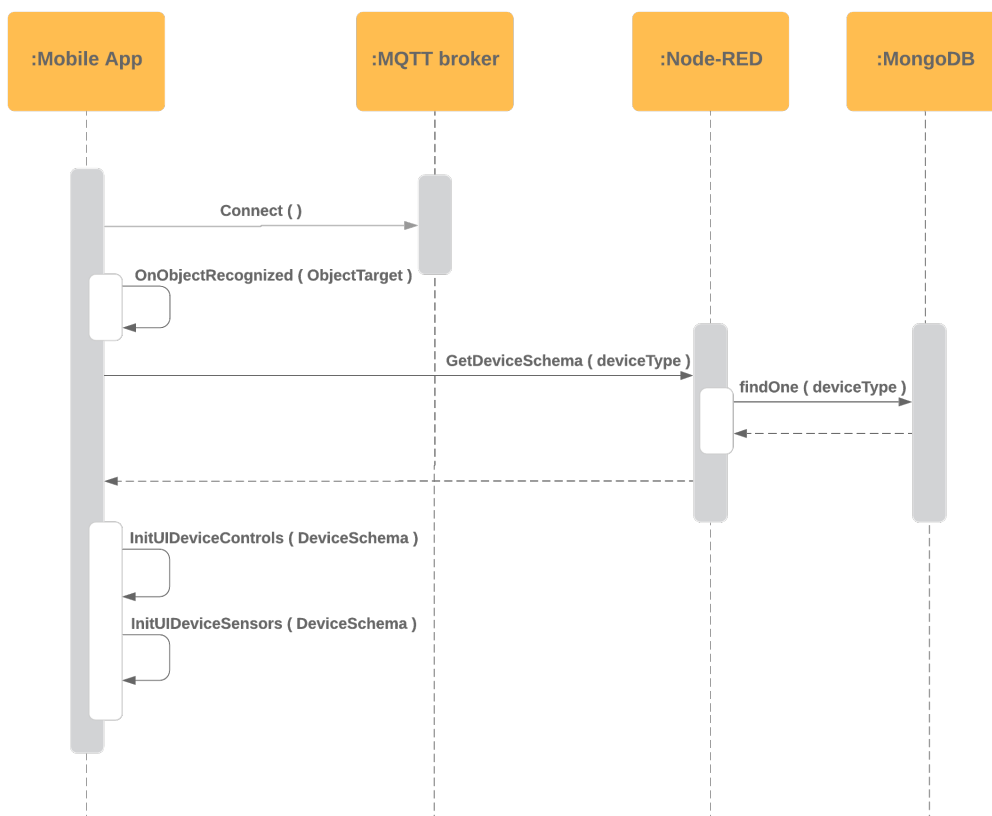 :Mobile App
:MQTT broker
:Node-RED
:MongoDB
Connect ( )
OnObjectRecognized ( ObjectTarget )
GetDeviceSchema ( deviceType )
findOne ( deviceType )
InitUIDeviceControls ( DeviceSchema )
InitUIDeviceSensors ( DeviceSchema )